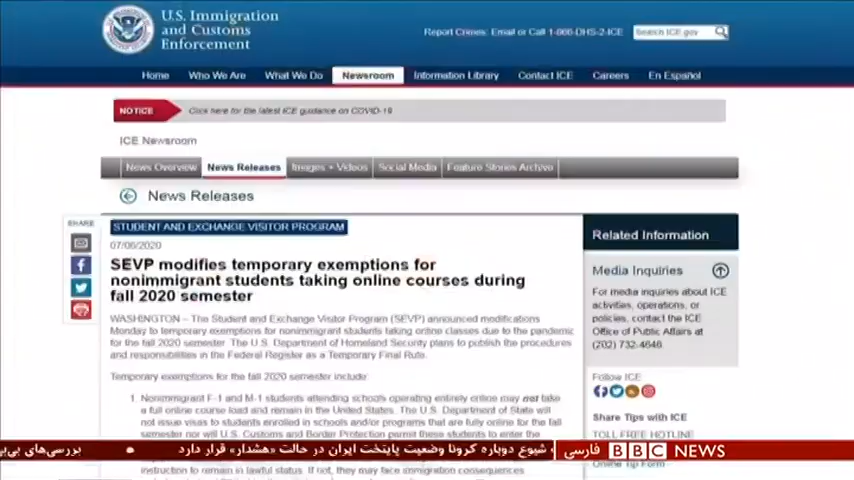 U.S. Immigration
and Customs
Enforcement
Report Crimes: Email or Call 1-866-DHS-2-ICE
Search ICE.gov
Home Who We Are What We Do Newsroom Information Library Contact ICE Careers En Español
NOTICE Click here for the latest ICE guidance on COVID-19
ICE Newsroom
News Overview News Releases Images + Videos Social Media Feature Stories Archive
News Releases
SHARE
STUDENT AND EXCHANGE VISITOR PROGRAM
07/06/2020
SEVP modifies temporary exemptions for
nonimmigrant students taking online courses during
fall 2020 semester
WASHINGTON – The Student and Exchange Visitor Program (SEVP) announced modifications
Monday to temporary exemptions for nonimmigrant students taking online classes due to the pandemic
for the fall 2020 semester. The U.S. Department of Homeland Security plans to publish the procedures
and responsibilities in the Federal Register as a Temporary Final Rule.
Temporary exemptions for the fall 2020 semester include:
1. Nonimmigrant F-1 and M-1 students attending schools operating entirely online may not take
a full online course load and remain in the United States. The U.S. Department of State will
not issue visas to students enrolled in schools and/or programs that are fully online for the fall
semester nor will U.S. Customs and Border Protection permit these students to enter the
instruction to remain in lawful status. If not, they may face immigration consequences
Related Information
Media Inquiries
For media inquiries about ICE
activities, operations, or
policies, contact the ICE
Office of Public Affairs at
(202) 732-4646.
Follow ICE
Share Tips with ICE
TOLL FREE HOTLINE
Online Tip Form
شیوع دوباره کرونا وضعیت پایتخت ایران در حالت «هشدار» قرار دارد • بررسی‌های بی‌بی
BBC NEWS فارسی